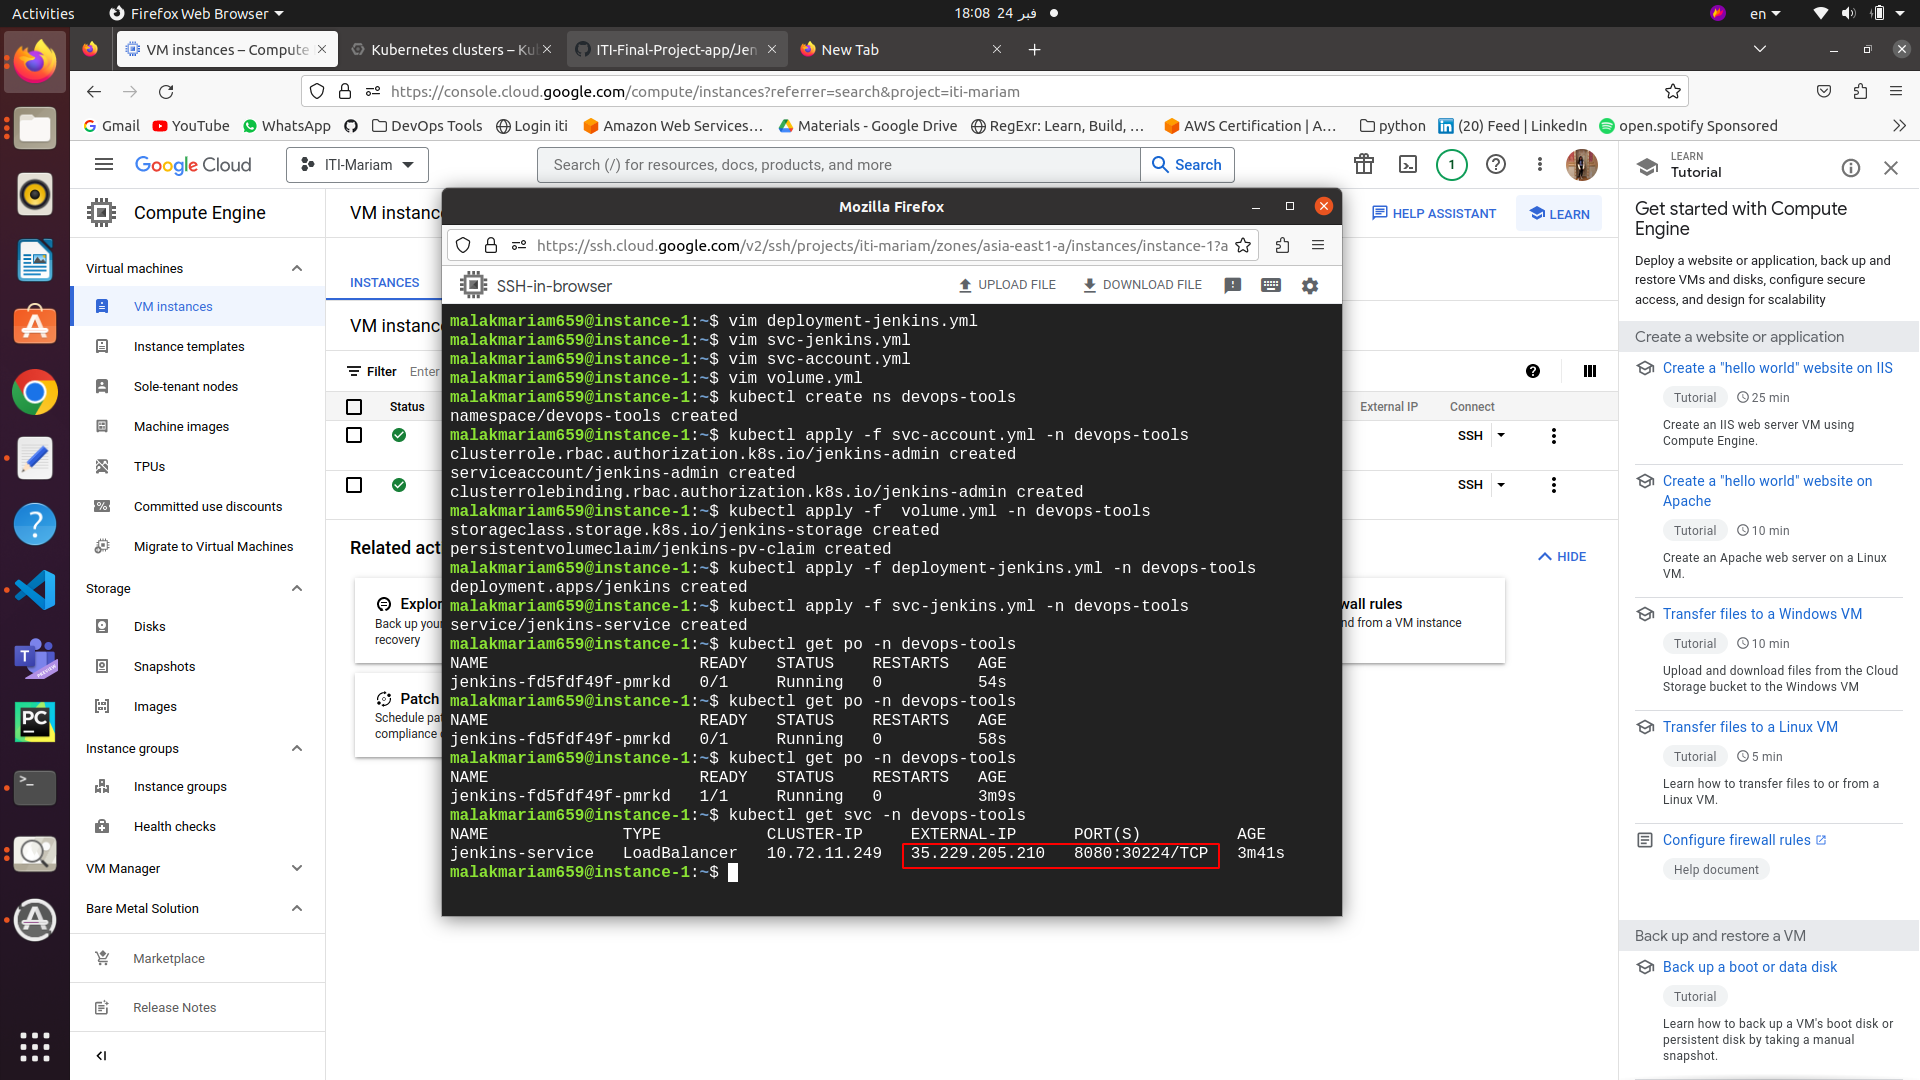 Activities
Firefox Web Browser
18:08 24 فبر
en
VM instances – Compute
Kubernetes clusters – Ku
ITI-Final-Project-app/Jen
New Tab
https://console.cloud.google.com/compute/instances?referrer=search&project=iti-mariam
Gmail
YouTube
WhatsApp
DevOps Tools
Login iti
Amazon Web Services…
Materials - Google Drive
RegExr: Learn, Build, …
AWS Certification | A…
python
(20) Feed | LinkedIn
open.spotify Sponsored
Google Cloud
ITI-Mariam
Search (/) for resources, docs, products, and more
Search
1
LEARN
Tutorial
Compute Engine
VM instanc
HELP ASSISTANT
LEARN
Virtual machines
VM instances
Instance templates
Sole-tenant nodes
Machine images
TPUs
Committed use discounts
Migrate to Virtual Machines
Storage
Disks
Snapshots
Images
Instance groups
Instance groups
Health checks
VM Manager
Bare Metal Solution
Marketplace
Release Notes
INSTANCES
VM instanc
Filter Enter
Status
External IP
Connect
SSH
SSH
Related act
HIDE
Explor
Back up your
recovery
Patch
Schedule pat
compliance
wall rules
nd from a VM instance
Mozilla Firefox
https://ssh.cloud.google.com/v2/ssh/projects/iti-mariam/zones/asia-east1-a/instances/instance-1?a
SSH-in-browser
UPLOAD FILE
DOWNLOAD FILE
malakmariam659@instance-1:~$ vim deployment-jenkins.yml
malakmariam659@instance-1:~$ vim svc-jenkins.yml
malakmariam659@instance-1:~$ vim svc-account.yml
malakmariam659@instance-1:~$ vim volume.yml
malakmariam659@instance-1:~$ kubectl create ns devops-tools
namespace/devops-tools created
malakmariam659@instance-1:~$ kubectl apply -f svc-account.yml -n devops-tools
clusterrole.rbac.authorization.k8s.io/jenkins-admin created
serviceaccount/jenkins-admin created
clusterrolebinding.rbac.authorization.k8s.io/jenkins-admin created
malakmariam659@instance-1:~$ kubectl apply -f  volume.yml -n devops-tools
storageclass.storage.k8s.io/jenkins-storage created
persistentvolumeclaim/jenkins-pv-claim created
malakmariam659@instance-1:~$ kubectl apply -f deployment-jenkins.yml -n devops-tools
deployment.apps/jenkins created
malakmariam659@instance-1:~$ kubectl apply -f svc-jenkins.yml -n devops-tools
service/jenkins-service created
malakmariam659@instance-1:~$ kubectl get po -n devops-tools
NAME READY STATUS RESTARTS AGE
jenkins-fd5fdf49f-pmrkd 0/1 Running 0 54s
malakmariam659@instance-1:~$ kubectl get po -n devops-tools
NAME READY STATUS RESTARTS AGE
jenkins-fd5fdf49f-pmrkd 0/1 Running 0 58s
malakmariam659@instance-1:~$ kubectl get po -n devops-tools
NAME READY STATUS RESTARTS AGE
jenkins-fd5fdf49f-pmrkd 1/1 Running 0 3m9s
malakmariam659@instance-1:~$ kubectl get svc -n devops-tools
NAME TYPE CLUSTER-IP EXTERNAL-IP PORT(S) AGE
jenkins-service LoadBalancer 10.72.11.249 35.229.205.210 8080:30224/TCP 3m41s
malakmariam659@instance-1:~$
Get started with Compute
Engine
Deploy a website or application, back up and
restore VMs and disks, configure secure
access, and design for scalability
Create a website or application
Create a "hello world" website on IIS
Tutorial 25 min
Create an IIS web server VM using
Compute Engine.
Create a "hello world" website on
Apache
Tutorial 10 min
Create an Apache web server on a Linux
VM.
Transfer files to a Windows VM
Tutorial 10 min
Upload and download files from the Cloud
Storage bucket to the Windows VM
Transfer files to a Linux VM
Tutorial 5 min
Learn how to transfer files to or from a
Linux VM.
Configure firewall rules
Help document
Back up and restore a VM
Back up a boot or data disk
Tutorial
Learn how to back up a VM's boot disk or
persistent disk by taking a manual
snapshot.